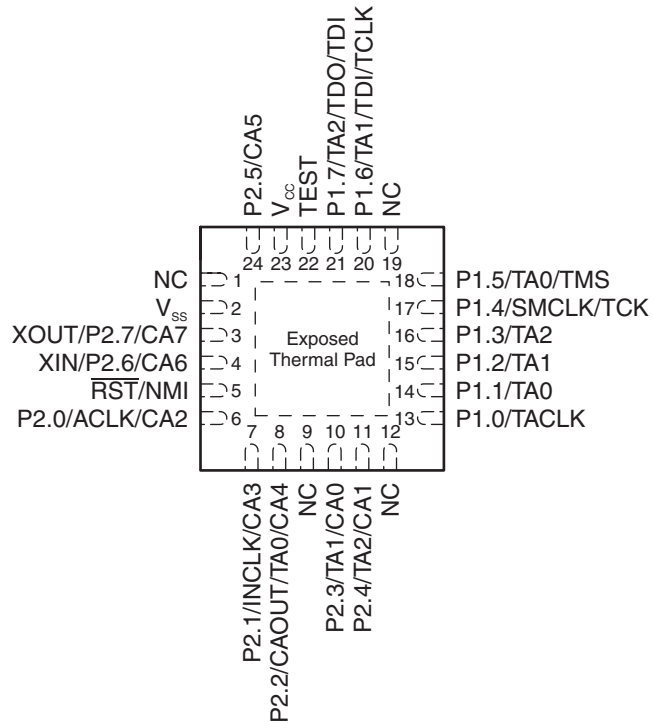 P2.5/CA5
VCC
TEST
P1.7/TA2/TDO/TDI
P1.6/TA1/TDI/TCLK
NC
24
23
22
21
20
19
NC
1
VSS
2
XOUT/P2.7/CA7
3
XIN/P2.6/CA6
4
RST/NMI
5
P2.0/ACLK/CA2
6
Exposed
Thermal Pad
18
P1.5/TA0/TMS
17
P1.4/SMCLK/TCK
16
P1.3/TA2
15
P1.2/TA1
14
P1.1/TA0
13
P1.0/TACLK
7
8
9
10
11
12
P2.1/INCLK/CA3
P2.2/CAOUT/TA0/CA4
NC
P2.3/TA1/CA0
P2.4/TA2/CA1
NC